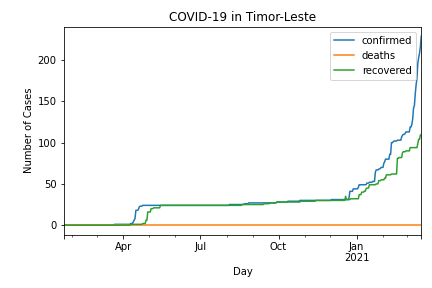 COVID-19 in Timor-Leste
confirmed
deaths
recovered
Number of Cases
200
150
100
50
0
Apr
Jul
Oct
Jan
2021
Day